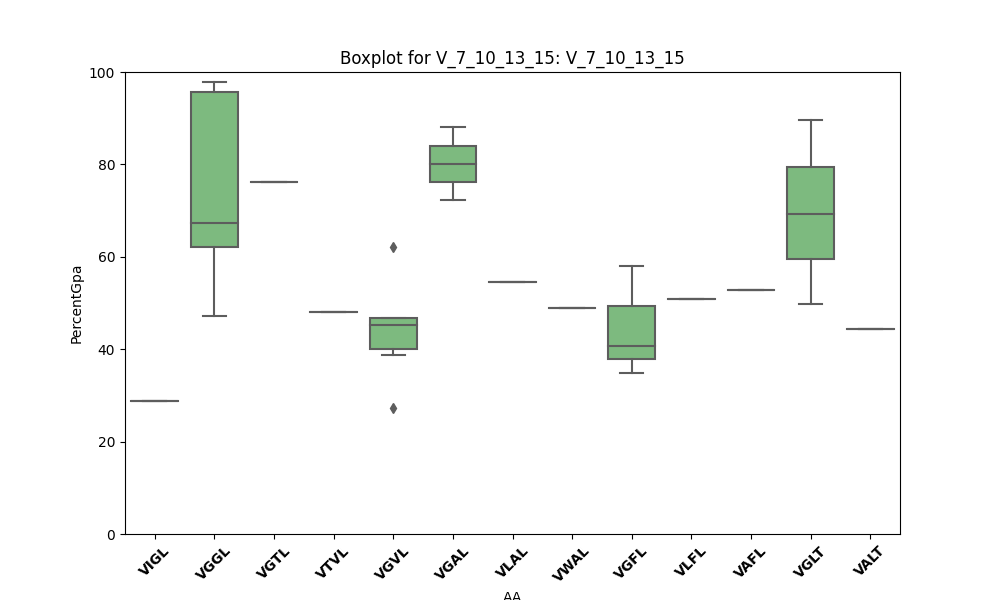 Boxplot for V_7_10_13_15: V_7_10_13_15
100
80
60
40
20
0
PercentGpa
VIGL
VGGL
VGTL
VTVL
VGVL
VGAL
VLAL
VWAL
VGFL
VLFL
VAFL
VGLT
VALT
AA